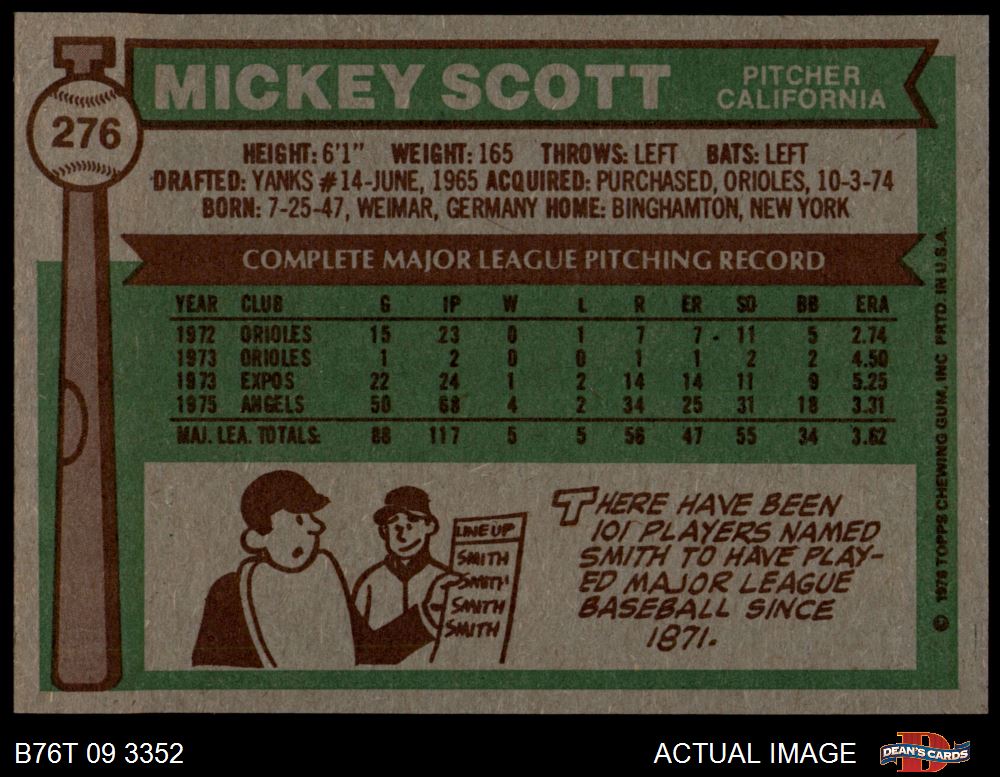 276
MICKEY SCOTT
PITCHER
CALIFORNIA
HEIGHT: 6'1" WEIGHT: 165 THROWS: LEFT BATS: LEFT
DRAFTED: YANKS #14-JUNE, 1965 ACQUIRED: PURCHASED, ORIOLES, 10-3-74
BORN: 7-25-47, WEIMAR, GERMANY HOME: BINGHAMTON, NEW YORK
COMPLETE MAJOR LEAGUE PITCHING RECORD
YEAR CLUB G IP W L R ER SO BB ERA
1972 ORIOLES 15 23 0 1 7 7 11 5 2.74
1973 ORIOLES 1 2 0 0 1 1 2 2 4.50
1973 EXPOS 22 24 1 2 14 14 11 9 5.25
1975 ANGELS 50 68 4 2 34 25 31 18 3.31
MAJ. LEA. TOTALS: 88 117 5 5 56 47 55 34 3.62
LINE UP
SMITH
SMITH
SMITH
SMITH
THERE HAVE BEEN
101 PLAYERS NAMED
SMITH TO HAVE PLAY-
ED MAJOR LEAGUE
BASEBALL SINCE
1871.
© 1976 TOPPS CHEWING GUM, INC PRTD. IN U.S.A.
B76T 09 3352
ACTUAL IMAGE
D
DEAN'S CARDS